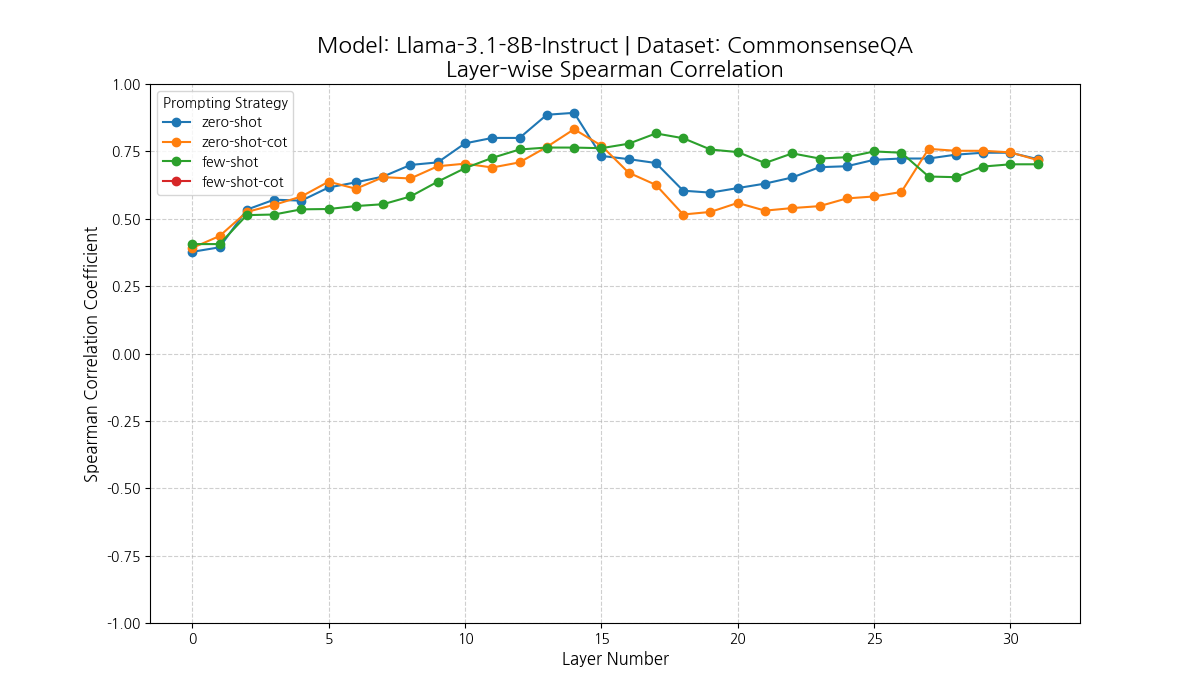 Model: Llama-3.1-8B-Instruct | Dataset: CommonsenseQA
Layer-wise Spearman Correlation
Prompting Strategy
zero-shot
zero-shot-cot
few-shot
few-shot-cot
Spearman Correlation Coefficient
1.00
0.75
0.50
0.25
0.00
-0.25
-0.50
-0.75
-1.00
0 5 10 15 20 25 30
Layer Number